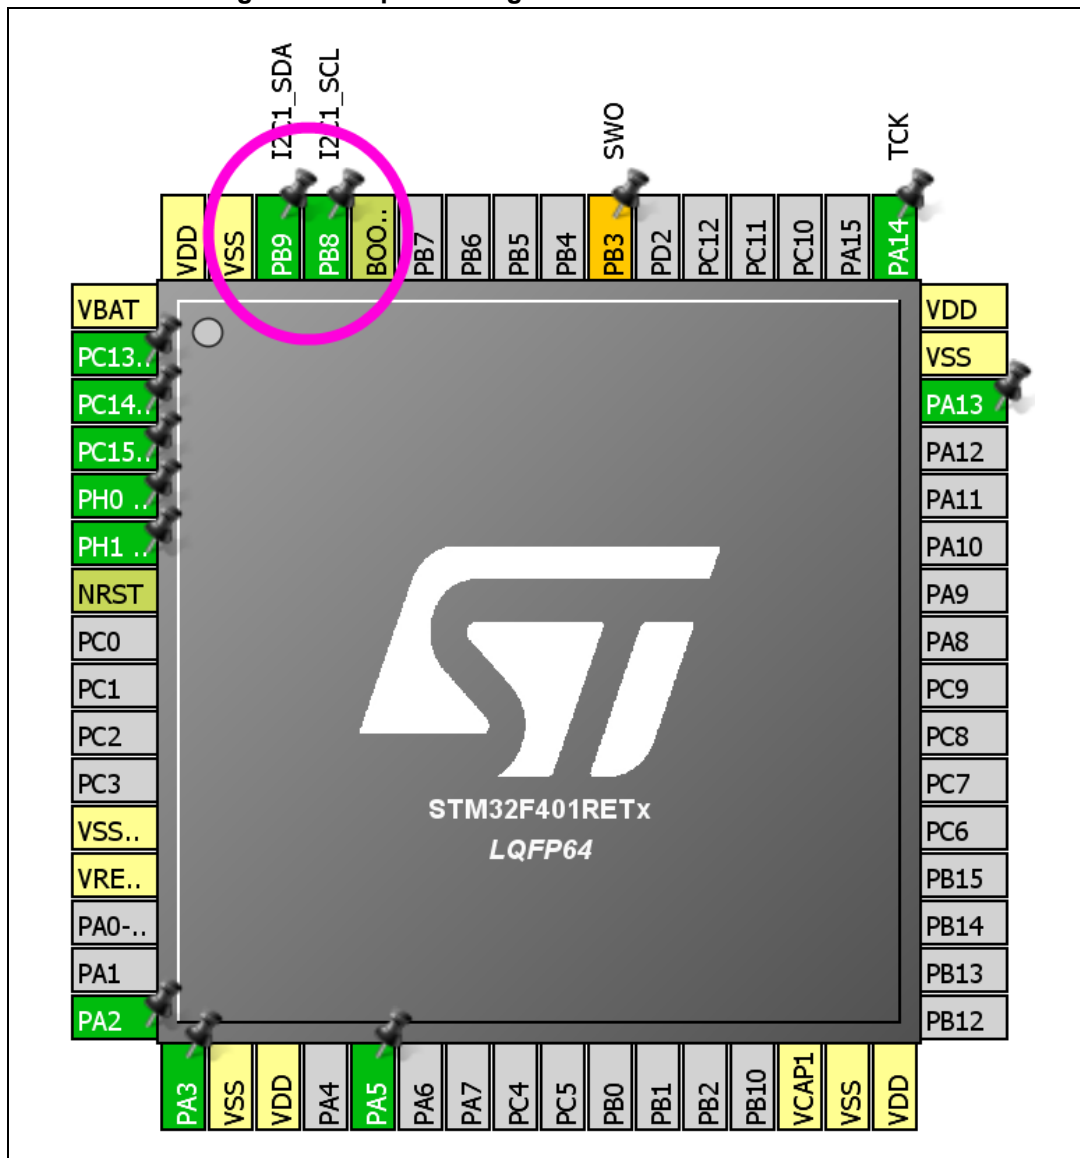 I2C1_SDA
I2C1_SCL
SWO
TCK
VDD
VSS
PB9
PB8
BOO..
PB7
PB6
PB5
PB4
PB3
PD2
PC12
PC11
PC10
PA15
PA14
VBAT
PC13..
PC14..
PC15..
PH0 ..
PH1 ..
NRST
PC0
PC1
PC2
PC3
VSS..
VRE..
PA0-..
PA1
PA2
VDD
VSS
PA13
PA12
PA11
PA10
PA9
PA8
PC9
PC8
PC7
PC6
PB15
PB14
PB13
PB12
ST
STM32F401RETx
LQFP64
PA3
VSS
VDD
PA4
PA5
PA6
PA7
PC4
PC5
PB0
PB1
PB2
PB10
VCAP1
VSS
VDD